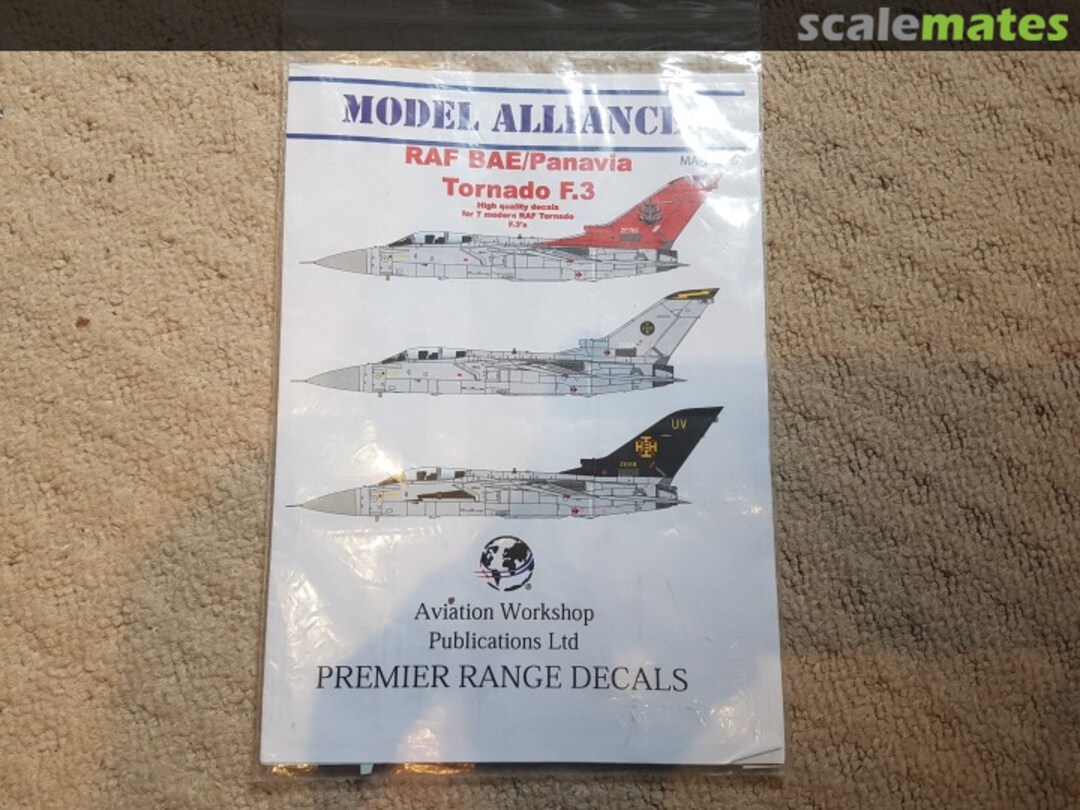 scalemates
MODEL ALLIANCE
RAF BAE/Panavia
Tornado F.3
High quality decals
for 7 modern RAF Tornado
F.3's
UV
®
Aviation Workshop
Publications Ltd
PREMIER RANGE DECALS